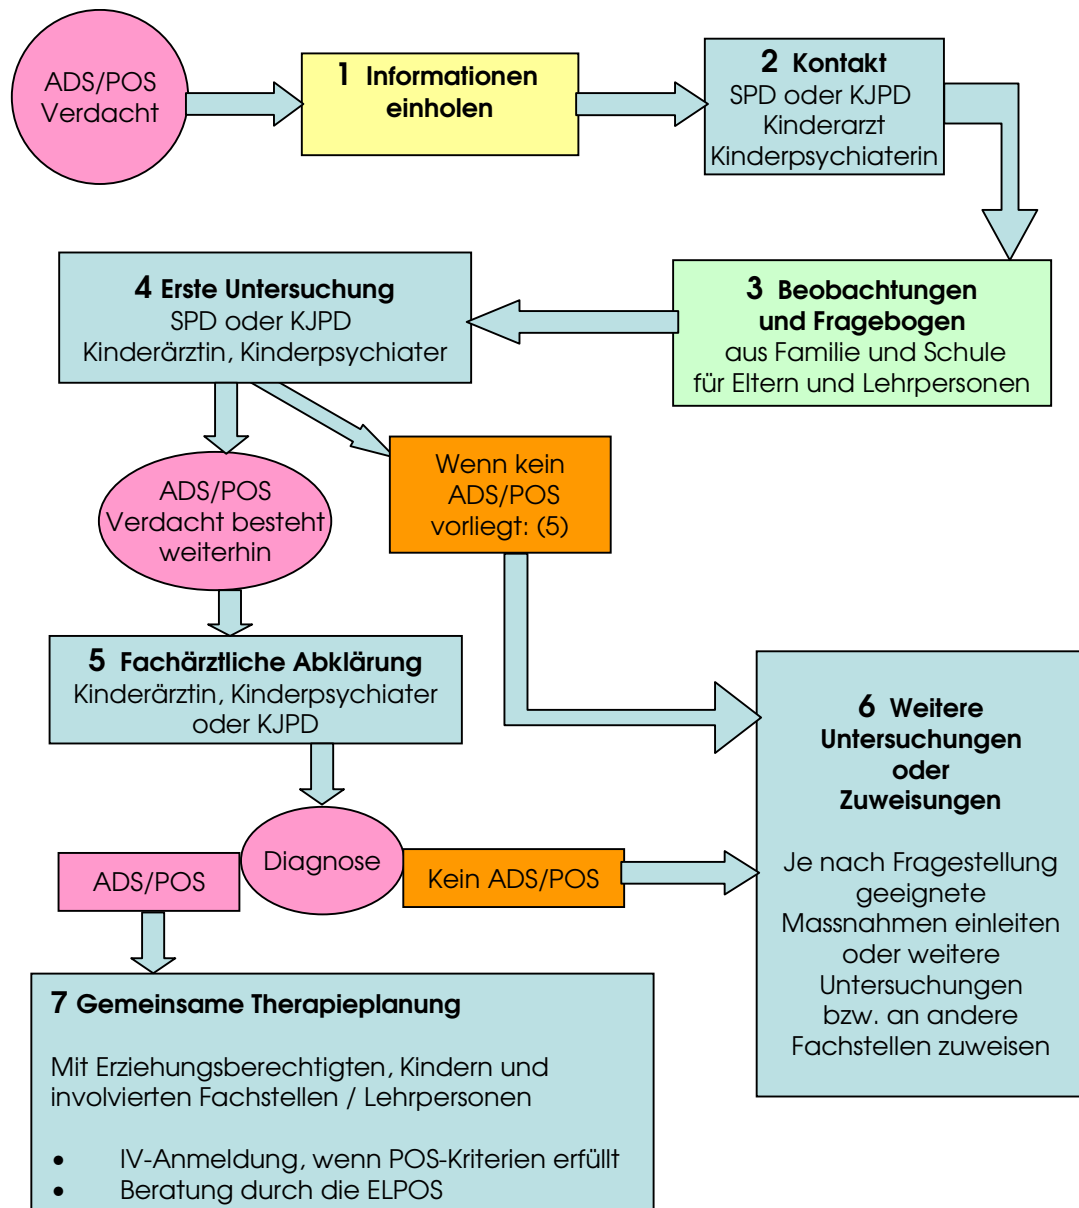 ADS/POS
Verdacht
1 Informationen
einholen
2 Kontakt
SPD oder KJPD
Kinderarzt
Kinderpsychiaterin
3 Beobachtungen
und Fragebogen
aus Familie und Schule
für Eltern und Lehrpersonen
4 Erste Untersuchung
SPD oder KJPD
Kinderärztin, Kinderpsychiater
ADS/POS
Verdacht besteht
weiterhin
Wenn kein
ADS/POS
vorliegt: (5)
5 Fachärztliche Abklärung
Kinderärztin, Kinderpsychiater
oder KJPD
Diagnose
ADS/POS
Kein ADS/POS
6 Weitere
Untersuchungen
oder
Zuweisungen
Je nach Fragestellung
geeignete
Massnahmen einleiten
oder weitere
Untersuchungen
bzw. an andere
Fachstellen zuweisen
7 Gemeinsame Therapieplanung
Mit Erziehungsberechtigten, Kindern und
involvierten Fachstellen / Lehrpersonen
• IV-Anmeldung, wenn POS-Kriterien erfüllt
• Beratung durch die ELPOS